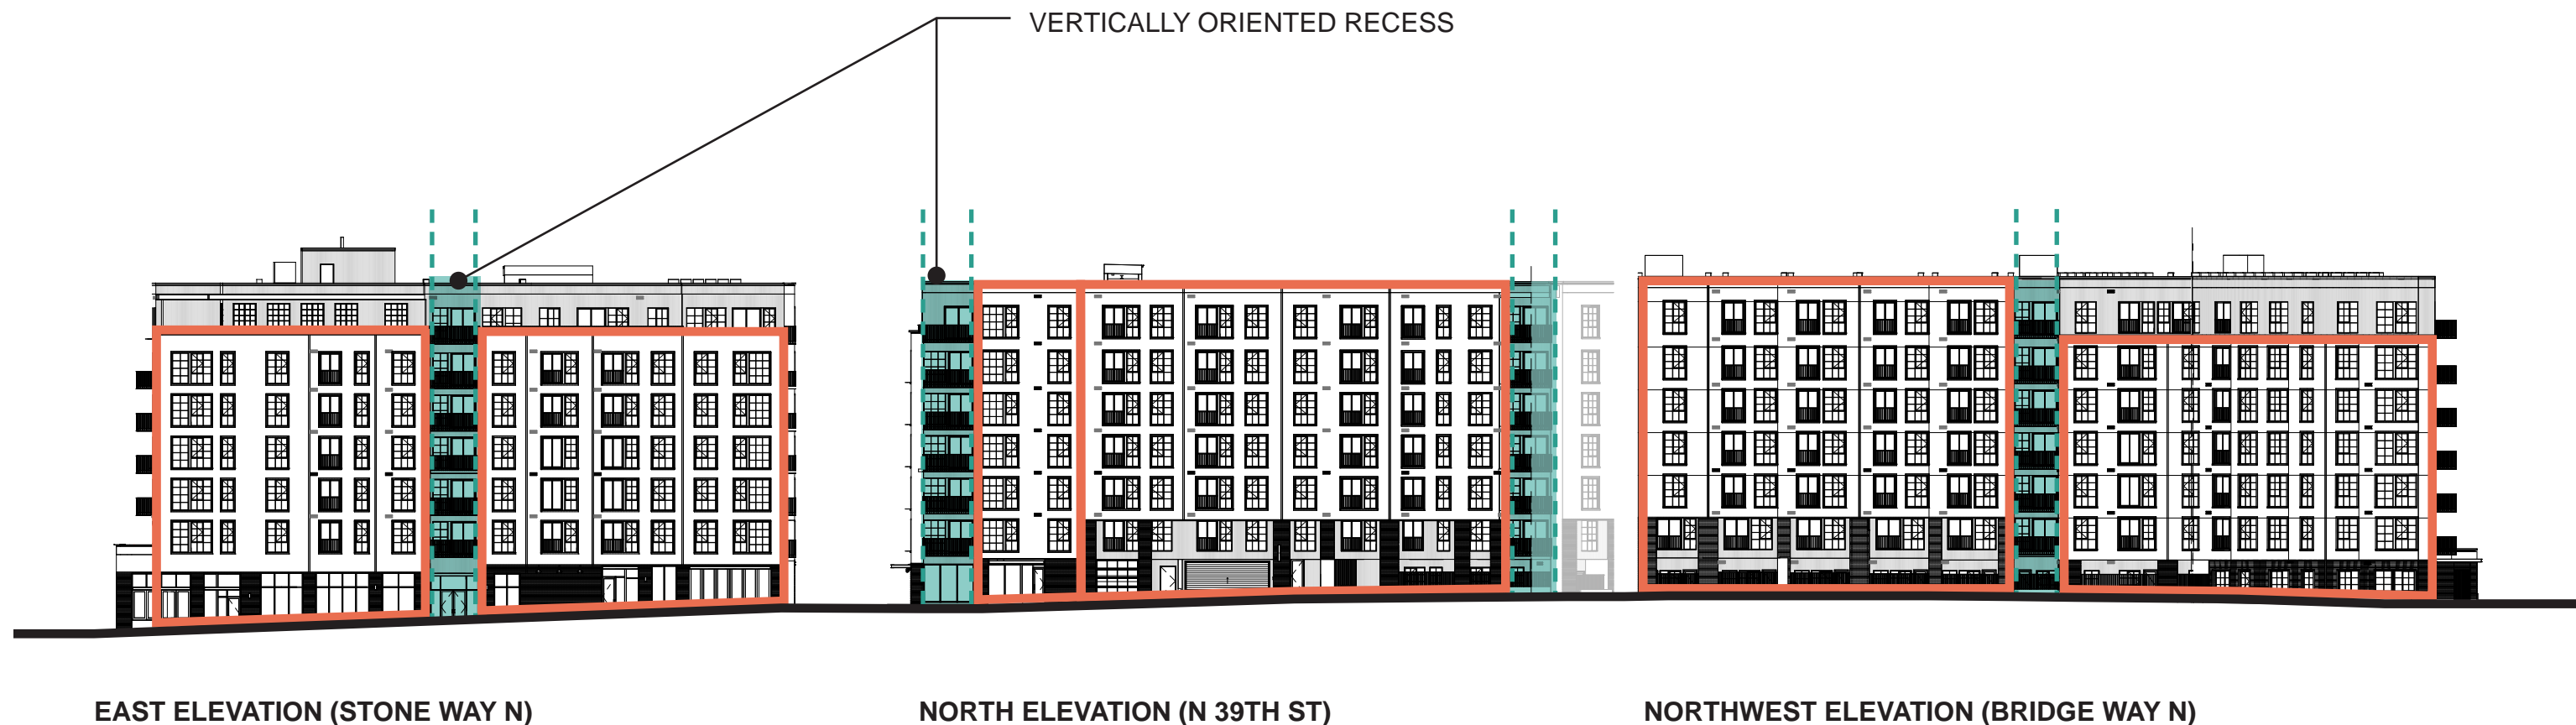 VERTICALLY ORIENTED RECESS
EAST ELEVATION (STONE WAY N)
NORTH ELEVATION (N 39TH ST)
NORTHWEST ELEVATION (BRIDGE WAY N)